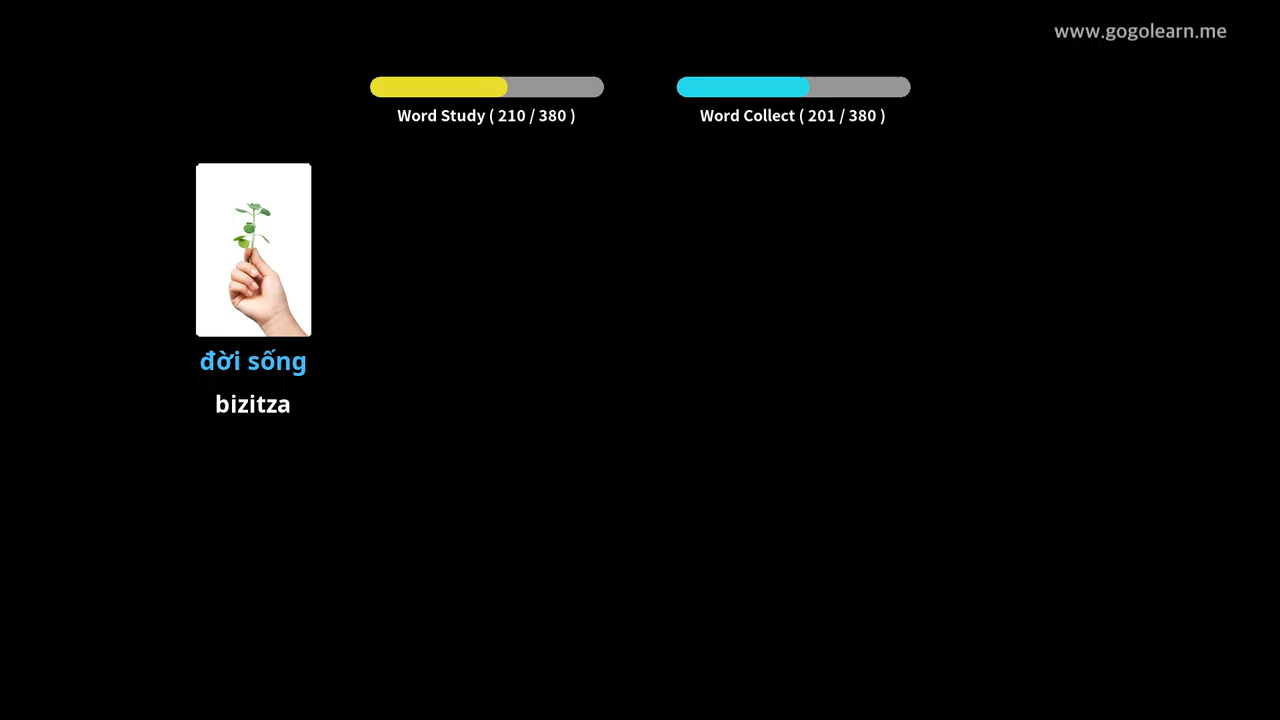 www.gogolearn.me
Word Study ( 210 / 380 )
Word Collect ( 201 / 380 )
đời sống
bizitza